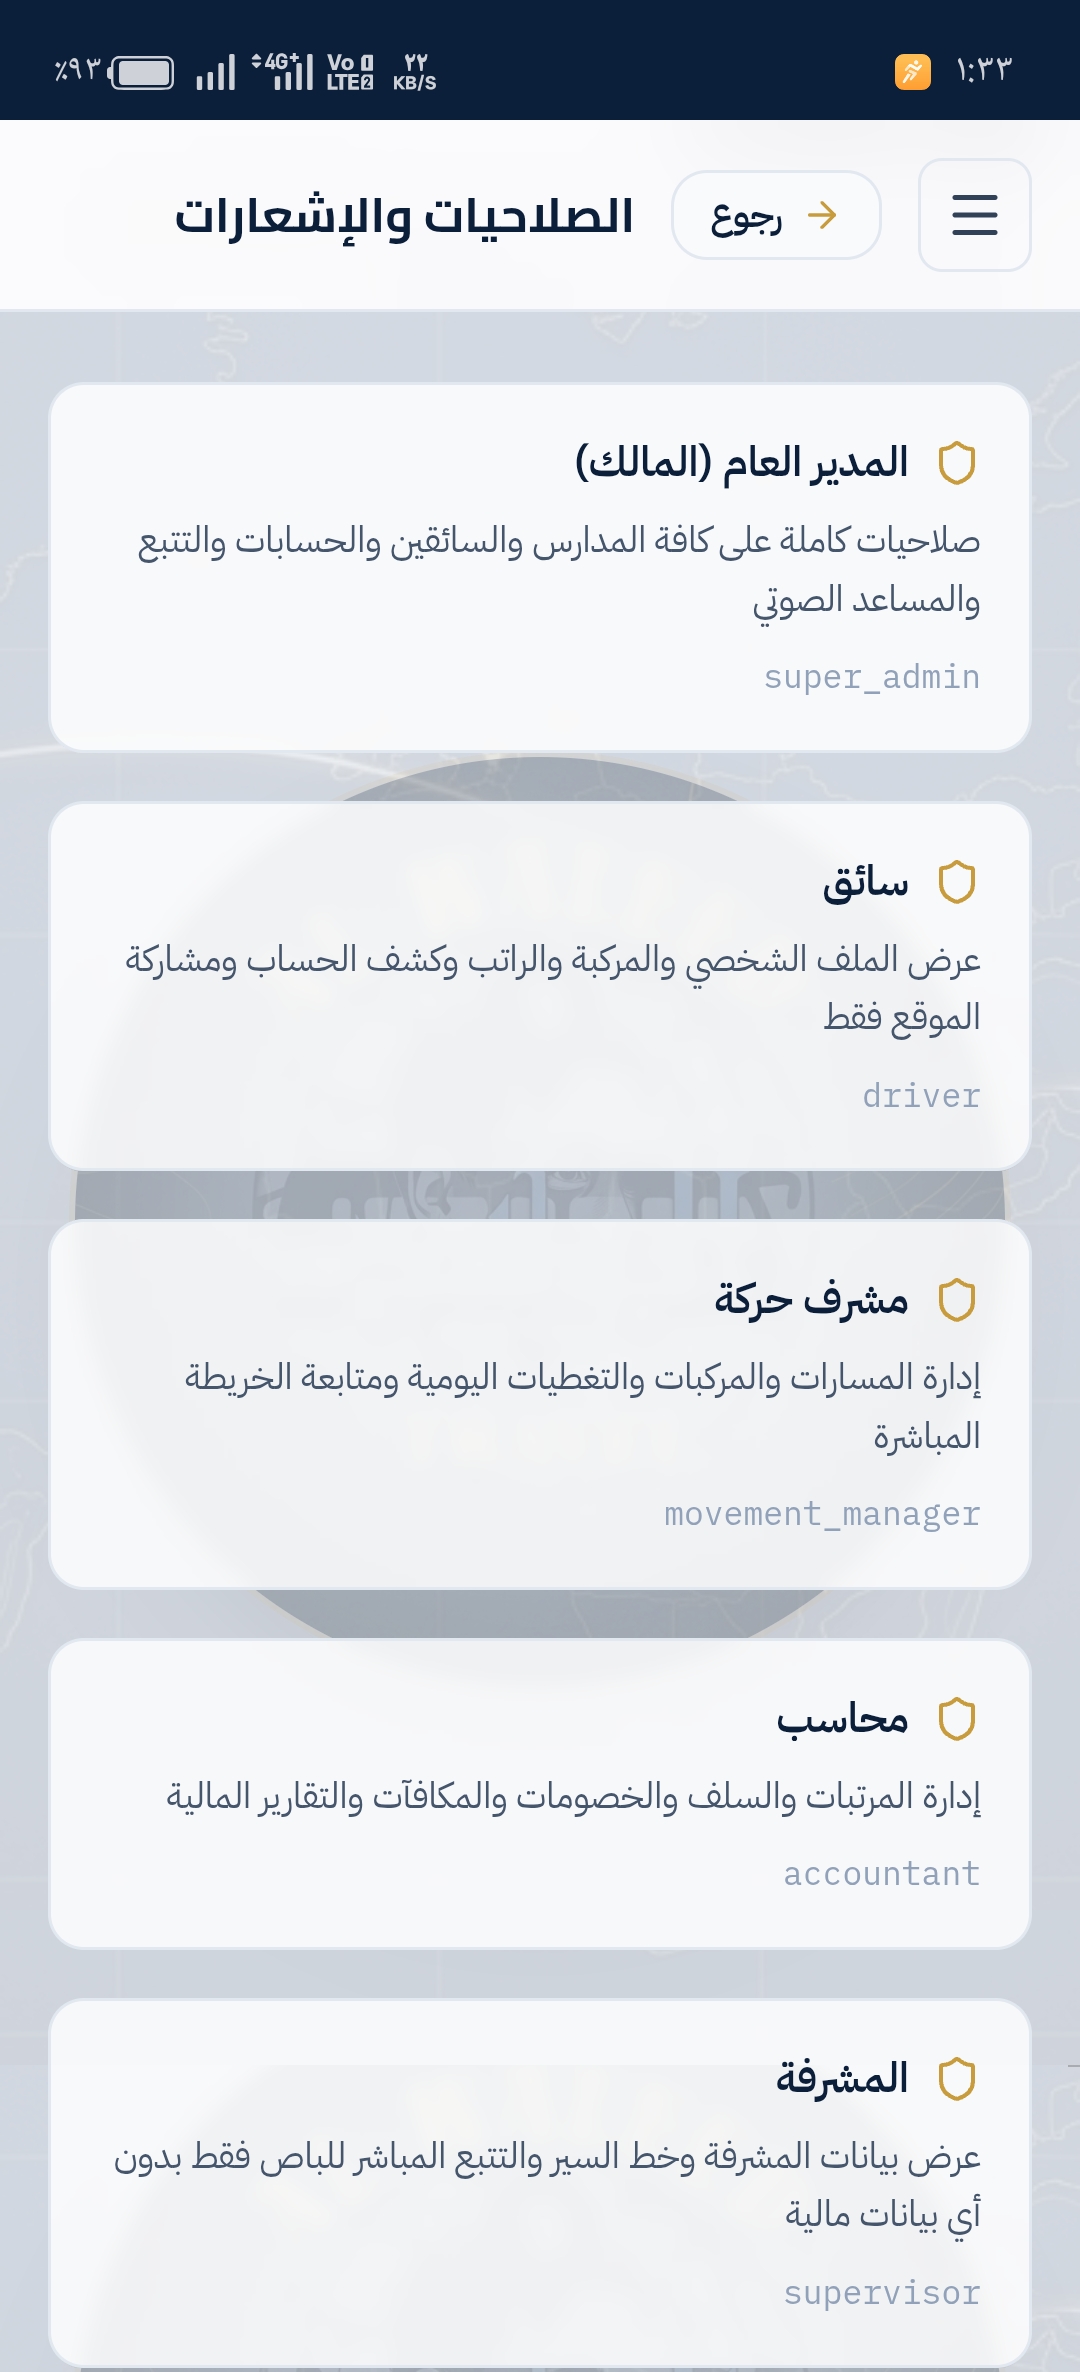 ١:٣٣
٢٢ KB/S
Vo LTE 1 2
4G+
٪٩٣
رجوع
الصلاحيات والإشعارات
المدير العام (المالك)
صلاحيات كاملة على كافة المدارس والسائقين والحسابات والتتبع
والمساعد الصوتي
super_admin
سائق
عرض الملف الشخصي والمركبة والراتب وكشف الحساب ومشاركة
الموقع فقط
driver
مشرف حركة
إدارة المسارات والمركبات والتغطيات اليومية ومتابعة الخريطة
المباشرة
movement_manager
محاسب
إدارة المرتبات والسلف والخصومات والمكافآت والتقارير المالية
accountant
المشرفة
عرض بيانات المشرفة وخط السير والتتبع المباشر للباص فقط بدون
أي بيانات مالية
supervisor